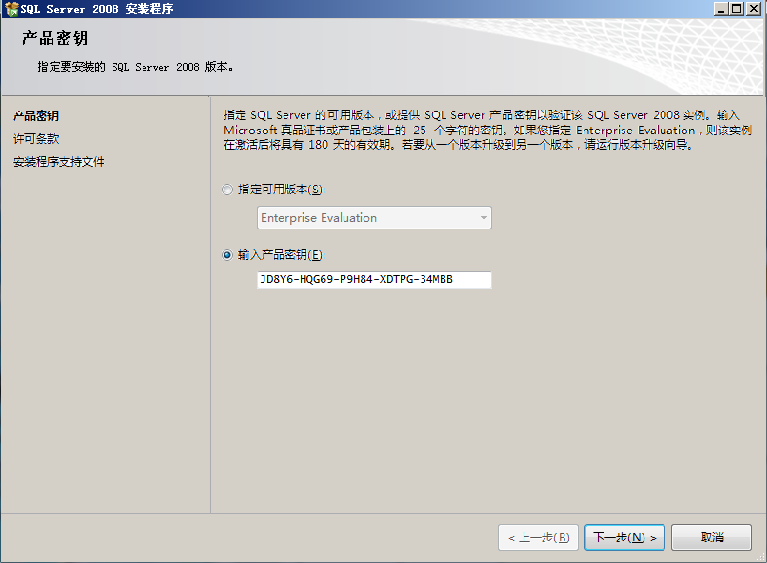 SQL Server 2008 安装程序
产品密钥
指定要安装的 SQL Server 2008 版本。
产品密钥
许可条款
安装程序支持文件
指定 SQL Server 的可用版本，或提供 SQL Server 产品密钥以验证该 SQL Server 2008 实例。输入
Microsoft 真品证书或产品包装上的 25 个字符的密钥。如果您指定 Enterprise Evaluation，则该实例
在激活后将具有 180 天的有效期。若要从一个版本升级到另一个版本，请运行版本升级向导。
指定可用版本(S)
Enterprise Evaluation
输入产品密钥(E)
JD8Y6-HQG69-P9H84-XDTPG-34MBB
< 上一步(B)
下一步(N) >
取消